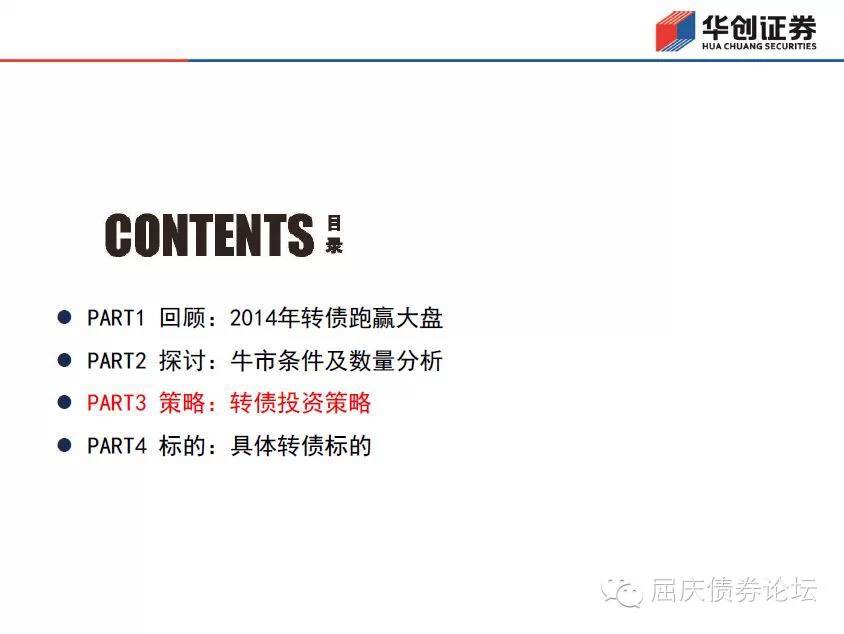 华创证券
HUA CHUANG SECURITIES
CONTENTS 目录
PART1 回顾：2014年转债跑赢大盘
PART2 探讨：牛市条件及数量分析
PART3 策略：转债投资策略
PART4 标的：具体转债标的
屈庆债券论坛